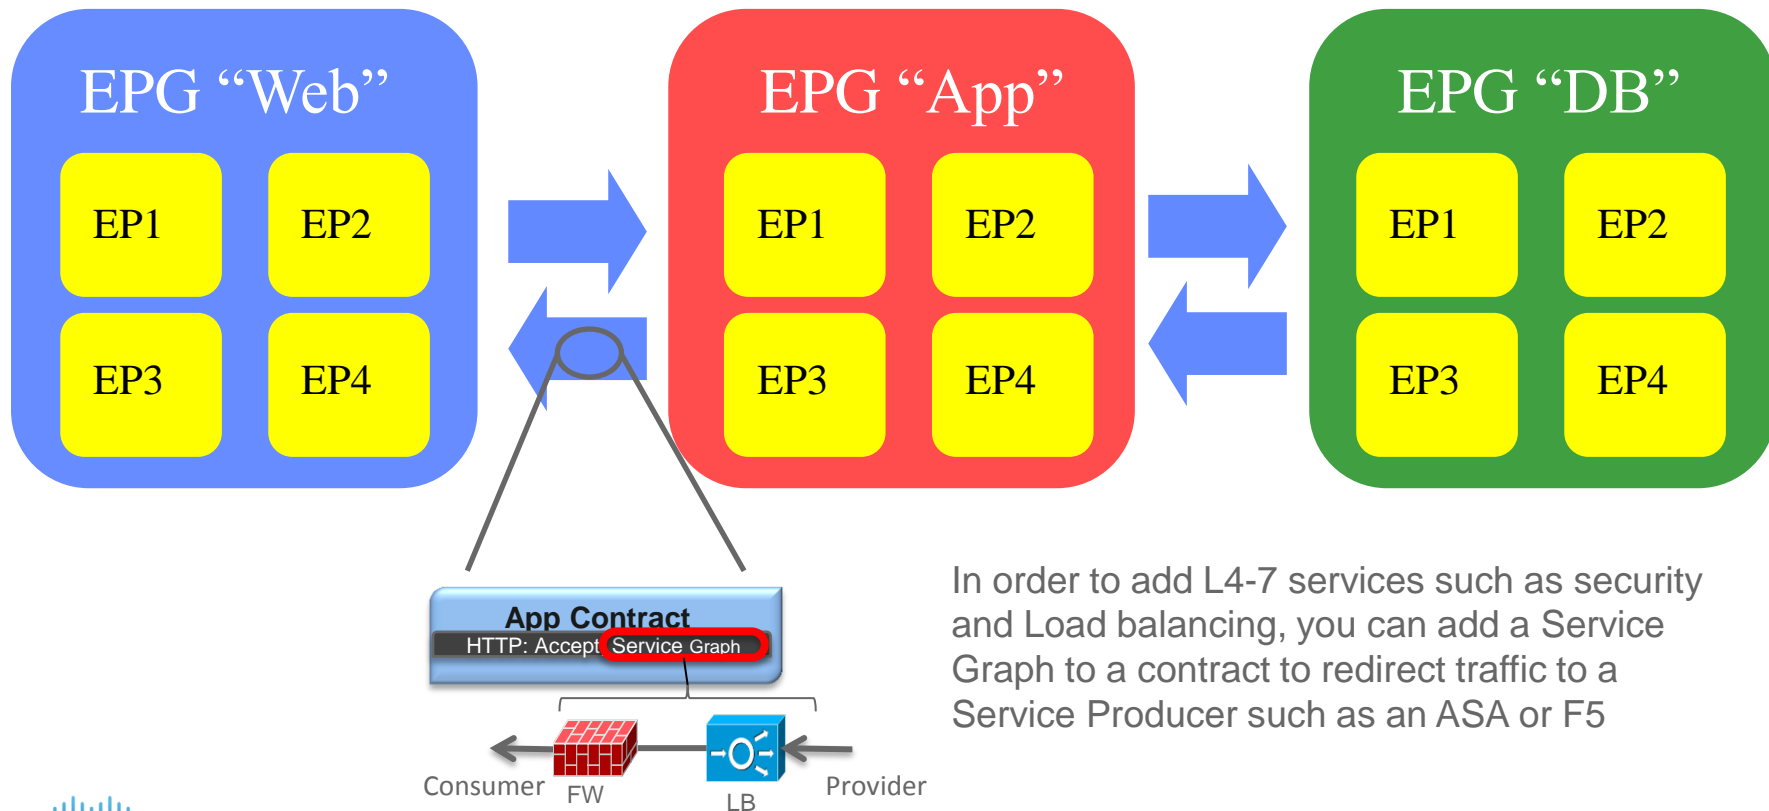 EPG “Web”
EPG “App”
EPG “DB”
EP1
EP2
EP3
EP4
EP1
EP2
EP3
EP4
EP1
EP2
EP3
EP4
App Contract
HTTP: Accept, Service Graph
Consumer
FW
LB
Provider
In order to add L4-7 services such as security
and Load balancing, you can add a Service
Graph to a contract to redirect traffic to a
Service Producer such as an ASA or F5